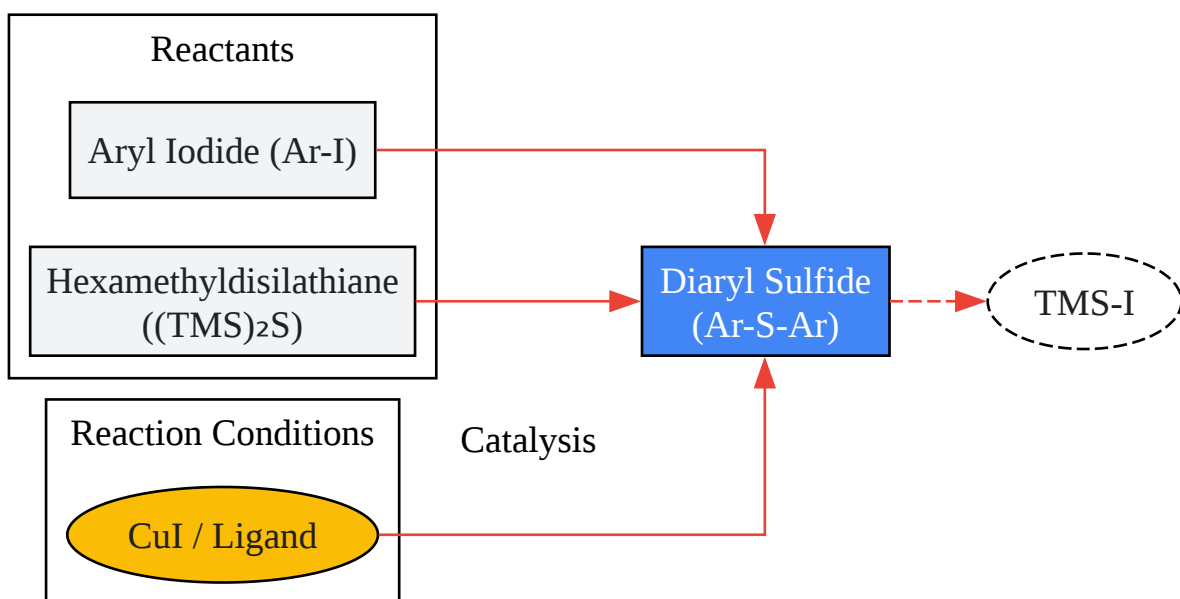 Reactants
Aryl Iodide (Ar-I)
Hexamethyldisilathiane
((TMS)₂S)
Diaryl Sulfide
(Ar-S-Ar)
TMS-I
Reaction Conditions
Catalysis
CuI / Ligand